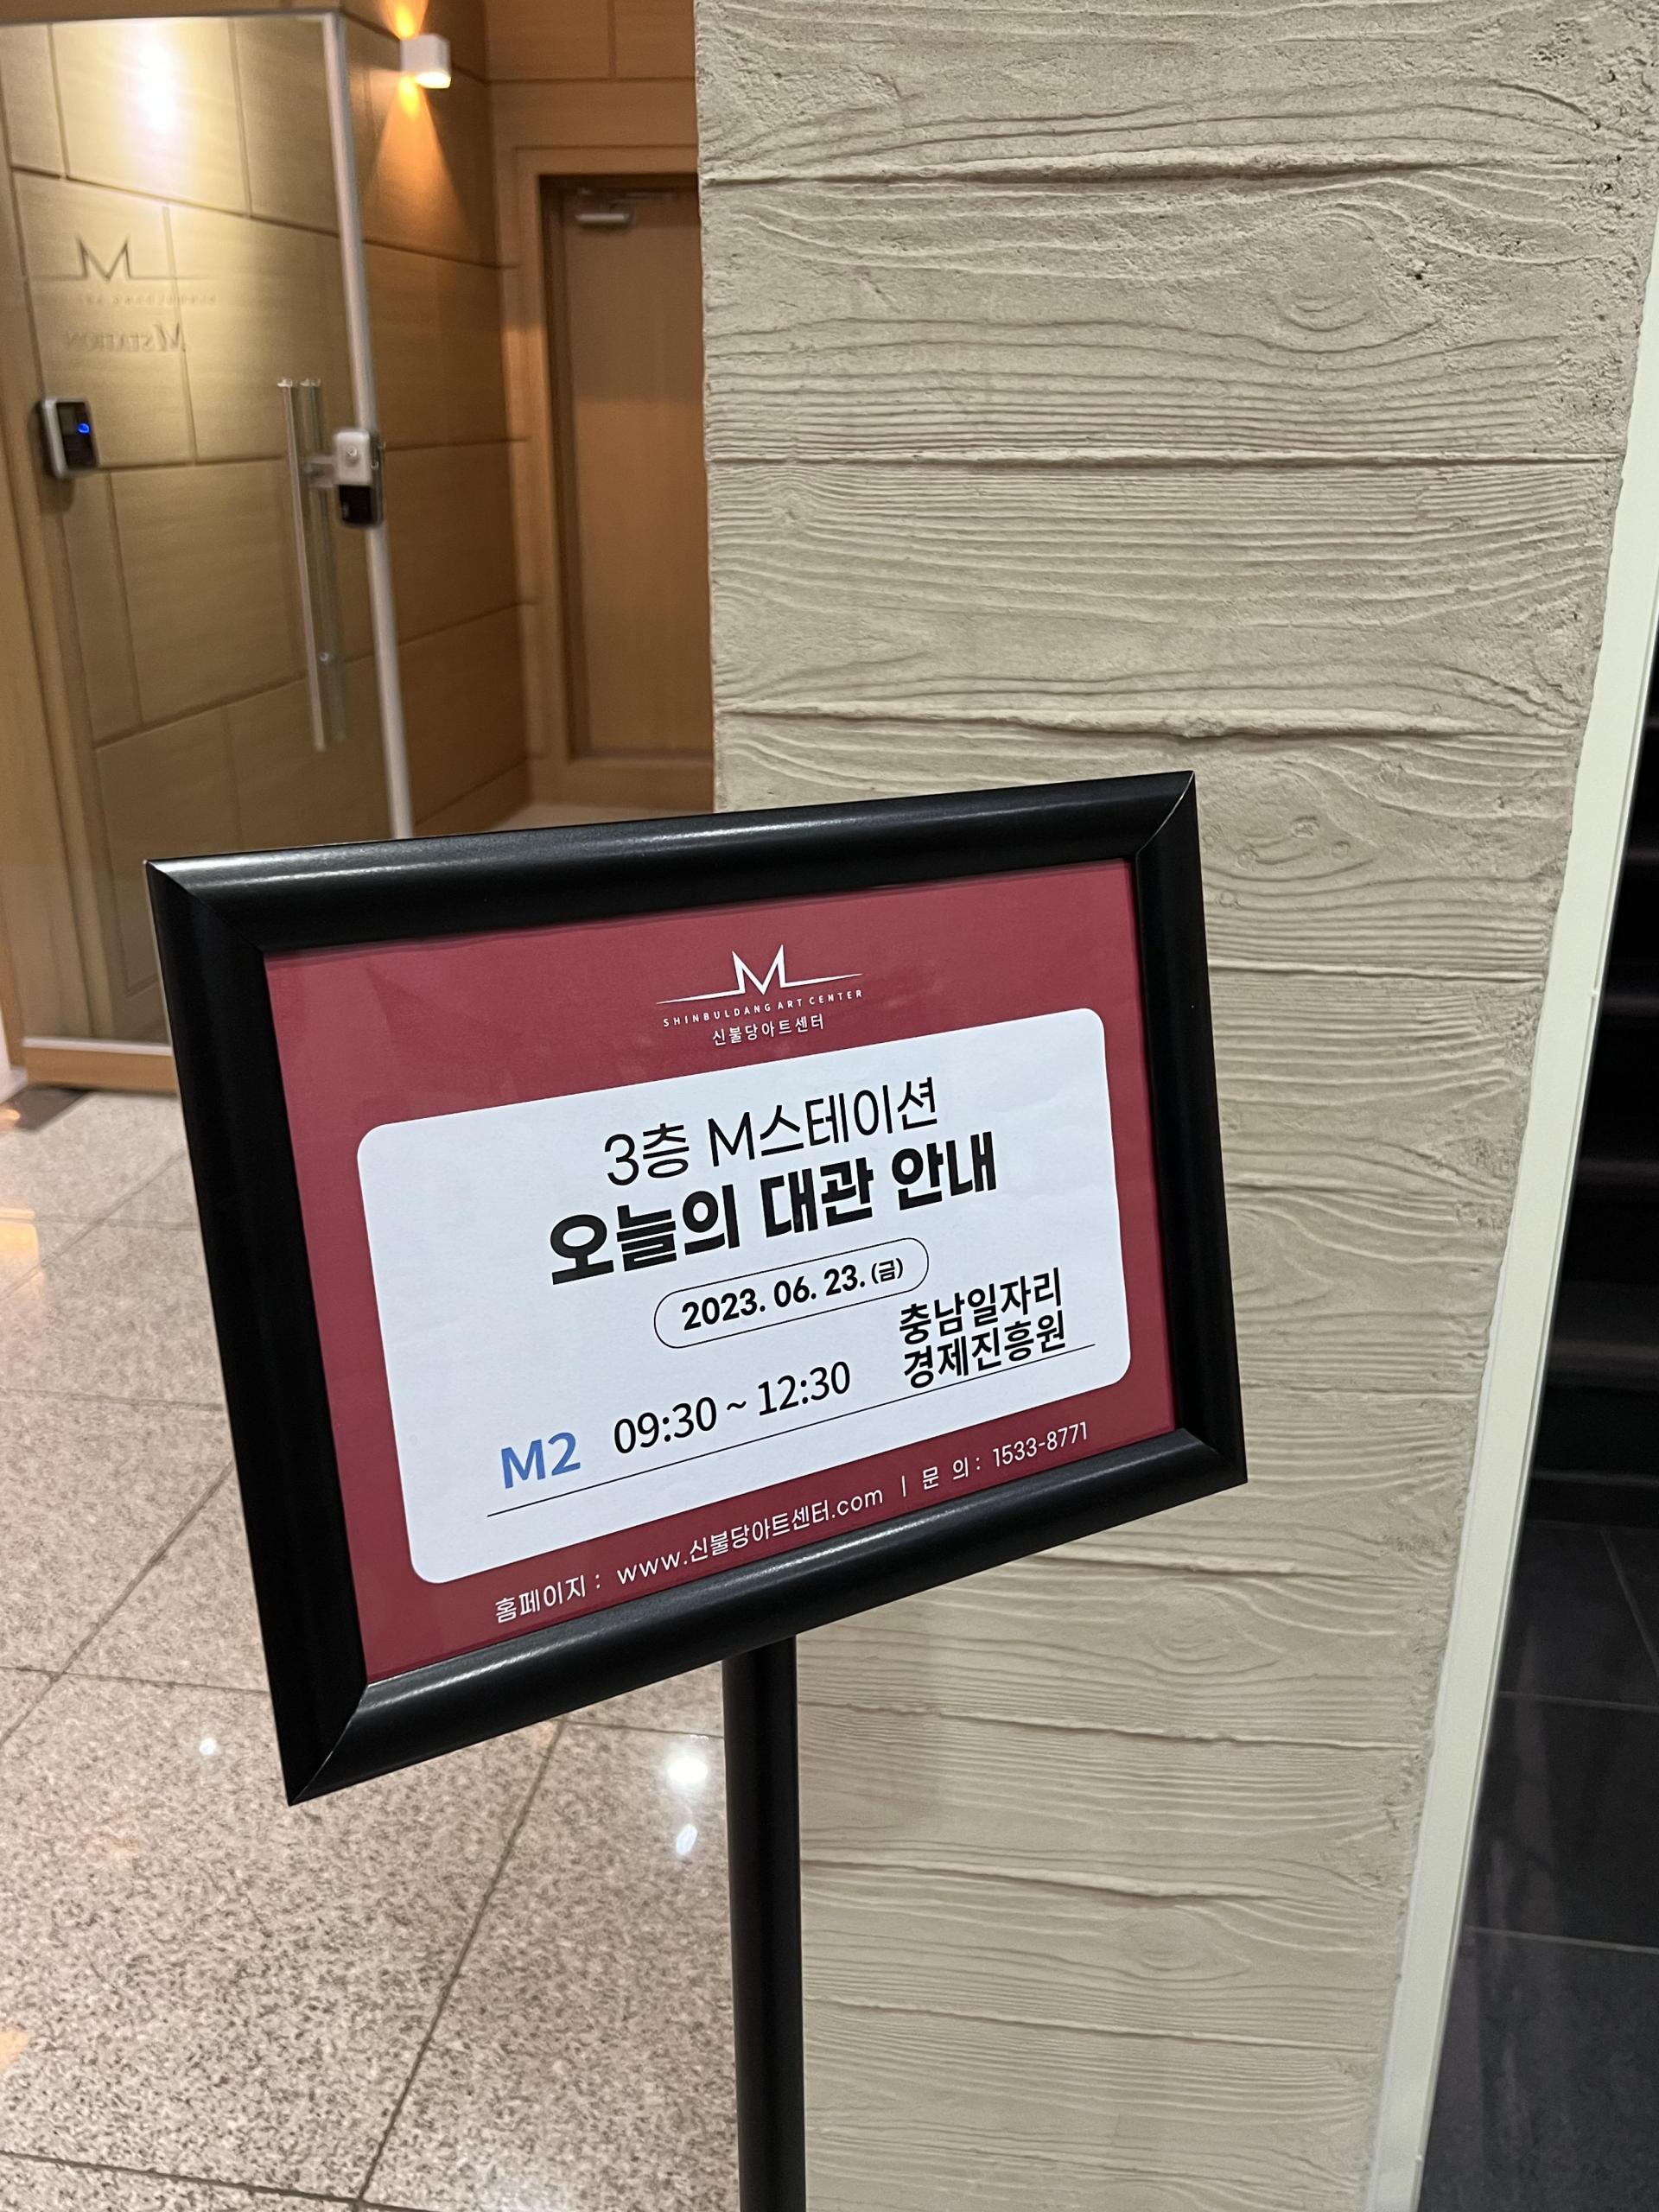 M
STATION
M
SHINBULDANG ART CENTER
신불당아트센터
3층 M스테이션
오늘의 대관 안내
2023. 06. 23. (금)
M2 09:30 ~ 12:30 충남일자리
경제진흥원
홈페이지 : www.신불당아트센터.com | 문 의 : 1533-8771